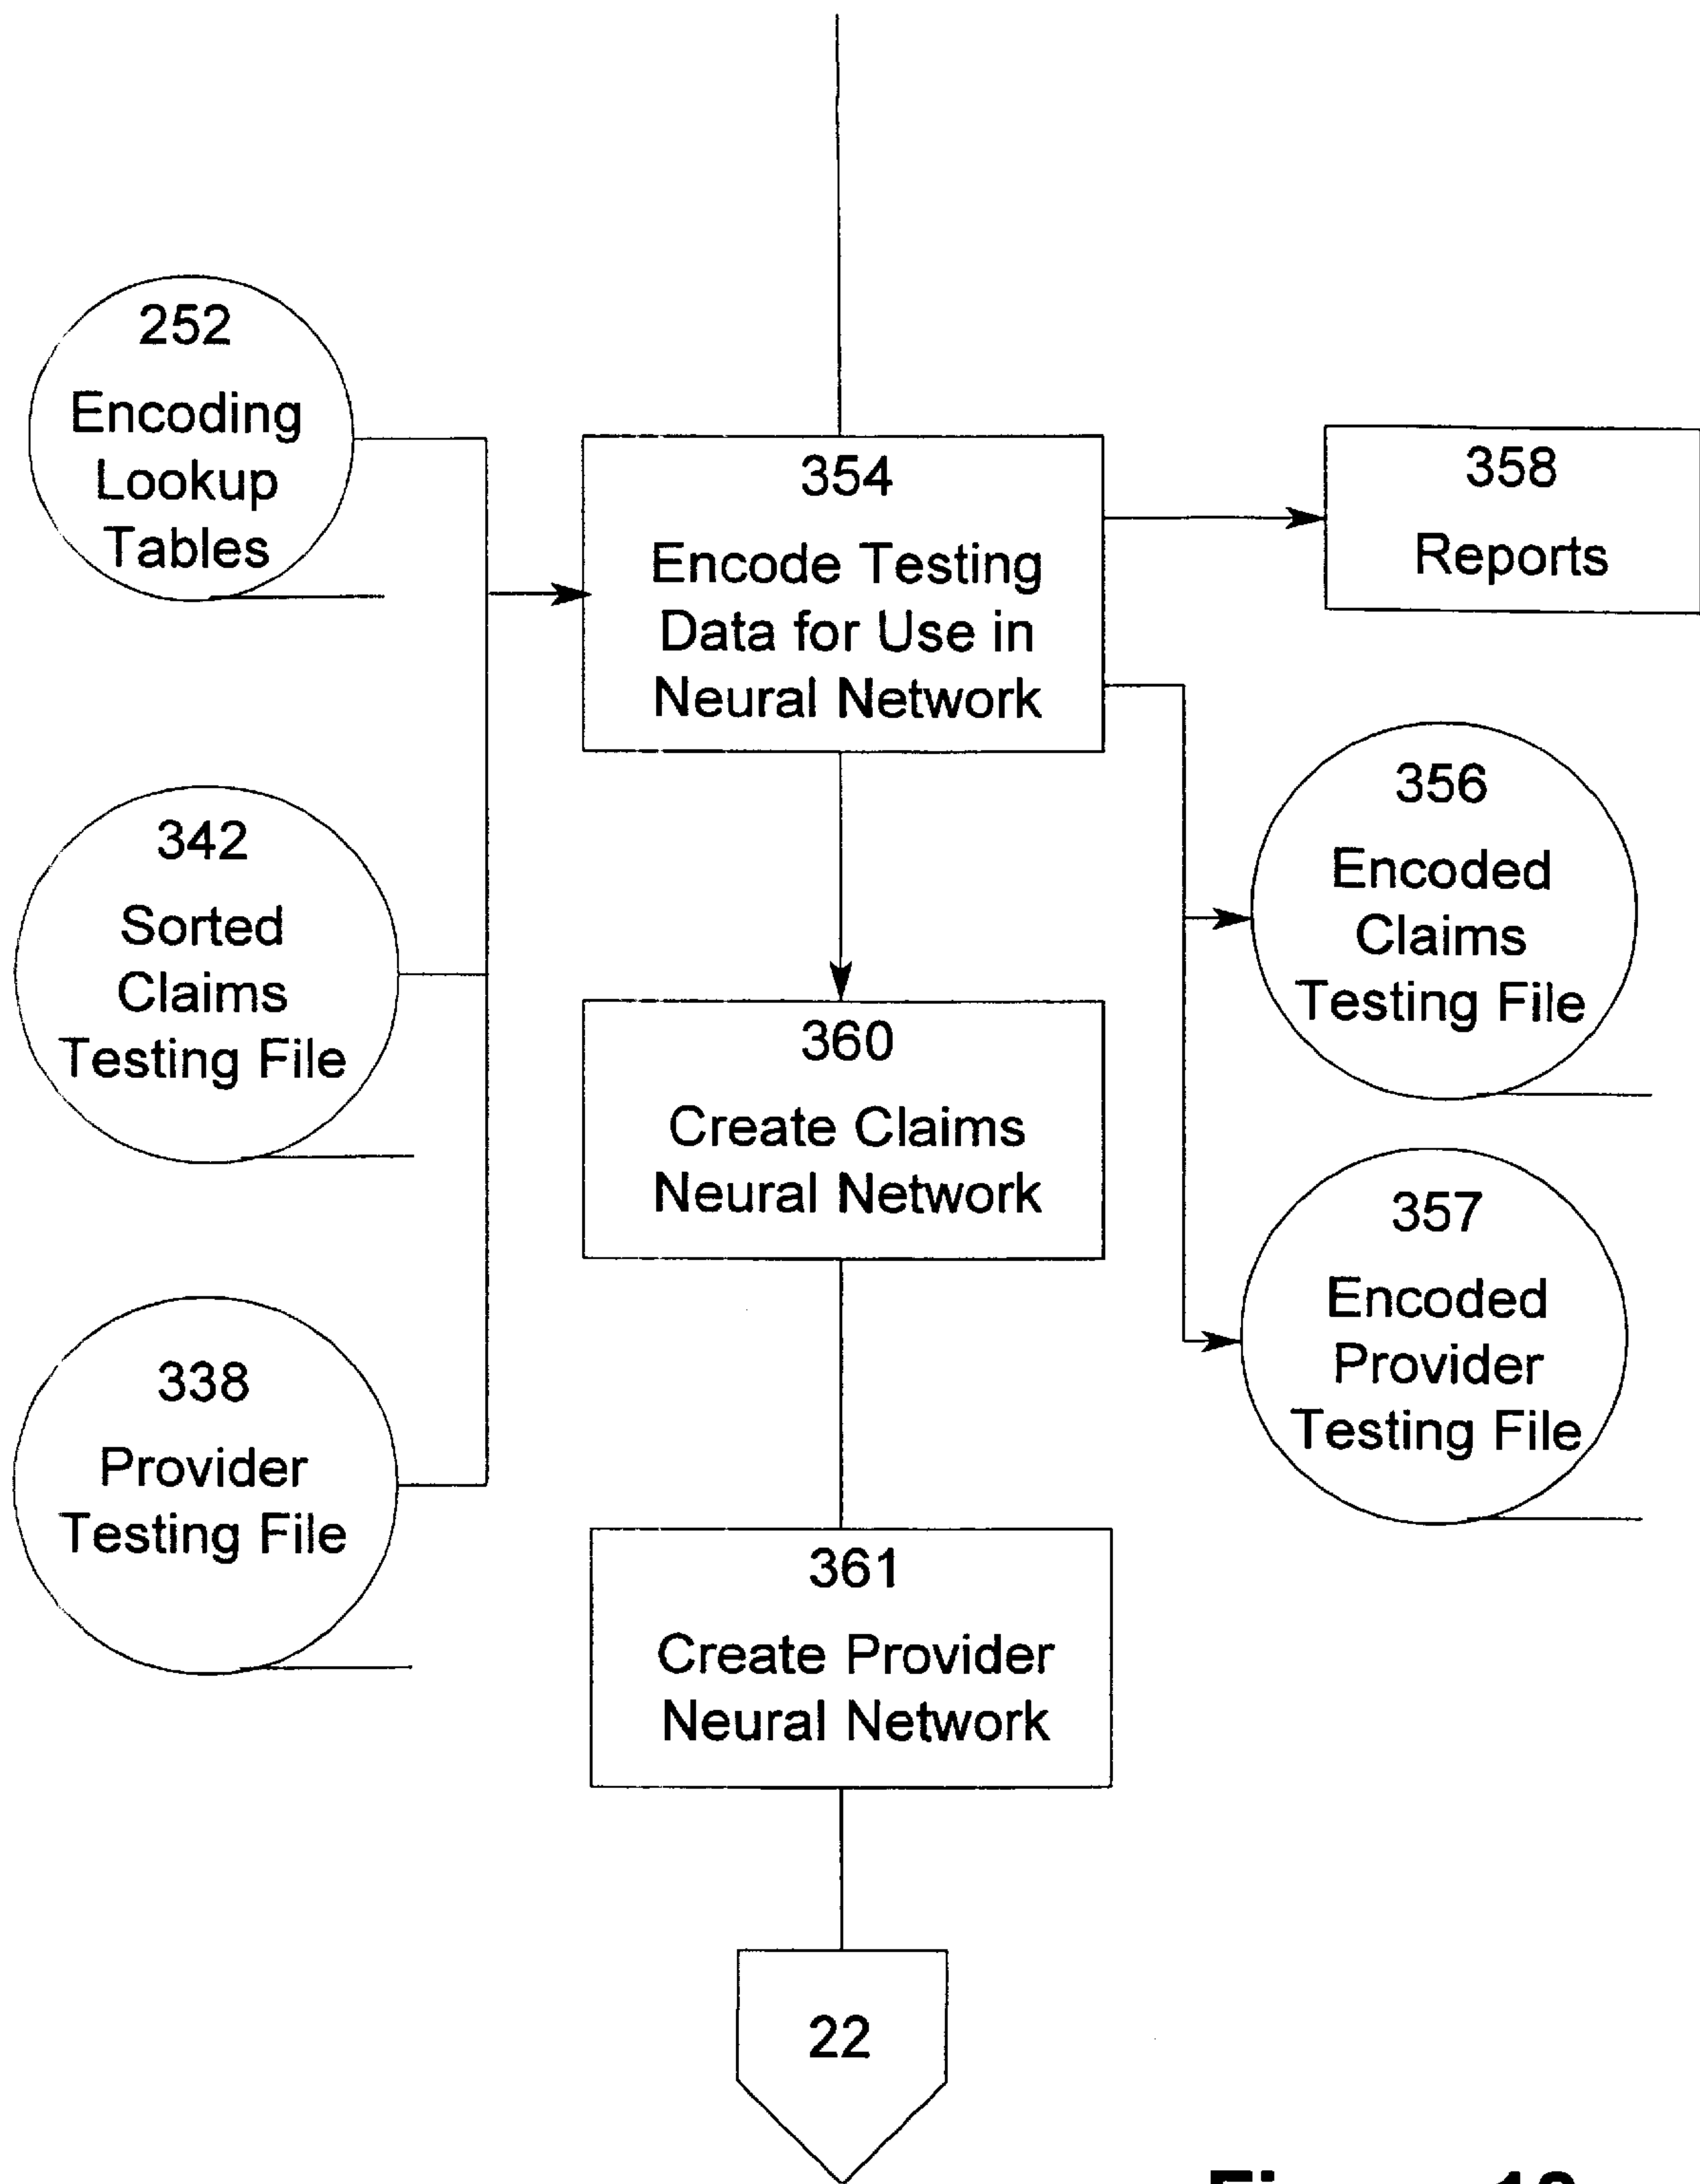 252
Encoding
Lookup
Tables
354
Encode Testing
Data for Use in
Neural Network
358
Reports
342
Sorted
Claims
Testing File
356
Encoded
Claims
Testing File
360
Create Claims
Neural Network
357
Encoded
Provider
Testing File
338
Provider
Testing File
361
Create Provider
Neural Network
22